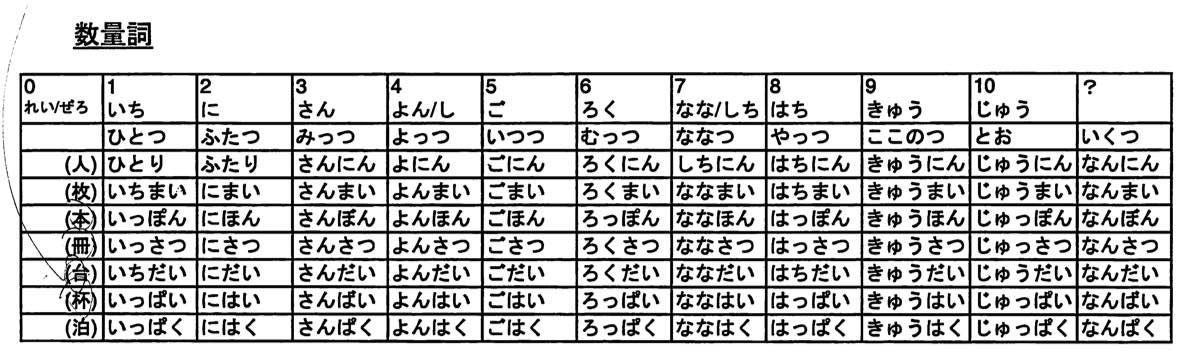 数量詞
0 1 2 3 4 5 6 7 8 9 10 ?
れい/ぜろ いち に さん よん/し ご ろく なな/しち はち きゅう じゅう
ひとつ ふたつ みっつ よっつ いつつ むっつ ななつ やっつ ここのつ とお いくつ
(人) ひとり ふたり さんにん よにん ごにん ろくにん しちにん はちにん きゅうにん じゅうにん なんにん
(枚) いちまい にまい さんまい よんまい ごまい ろくまい ななまい はちまい きゅうまい じゅうまい なんまい
(本) いっぽん にほん さんぼん よんほん ごほん ろっぽん ななほん はっぽん きゅうほん じゅっぽん なんぼん
(冊) いっさつ にさつ さんさつ よんさつ ごさつ ろくさつ ななさつ はっさつ きゅうさつ じゅっさつ なんさつ
(台) いちだい にだい さんだい よんだい ごだい ろくだい ななだい はちだい きゅうだい じゅうだい なんだい
(杯) いっぱい にはい さんばい よんはい ごはい ろっぱい ななはい はっぱい きゅうはい じゅっぱい なんばい
(泊) いっぱく にはく さんぱく よんはく ごはく ろっぱく ななはく はっぱく きゅうはく じゅっぱく なんぱく